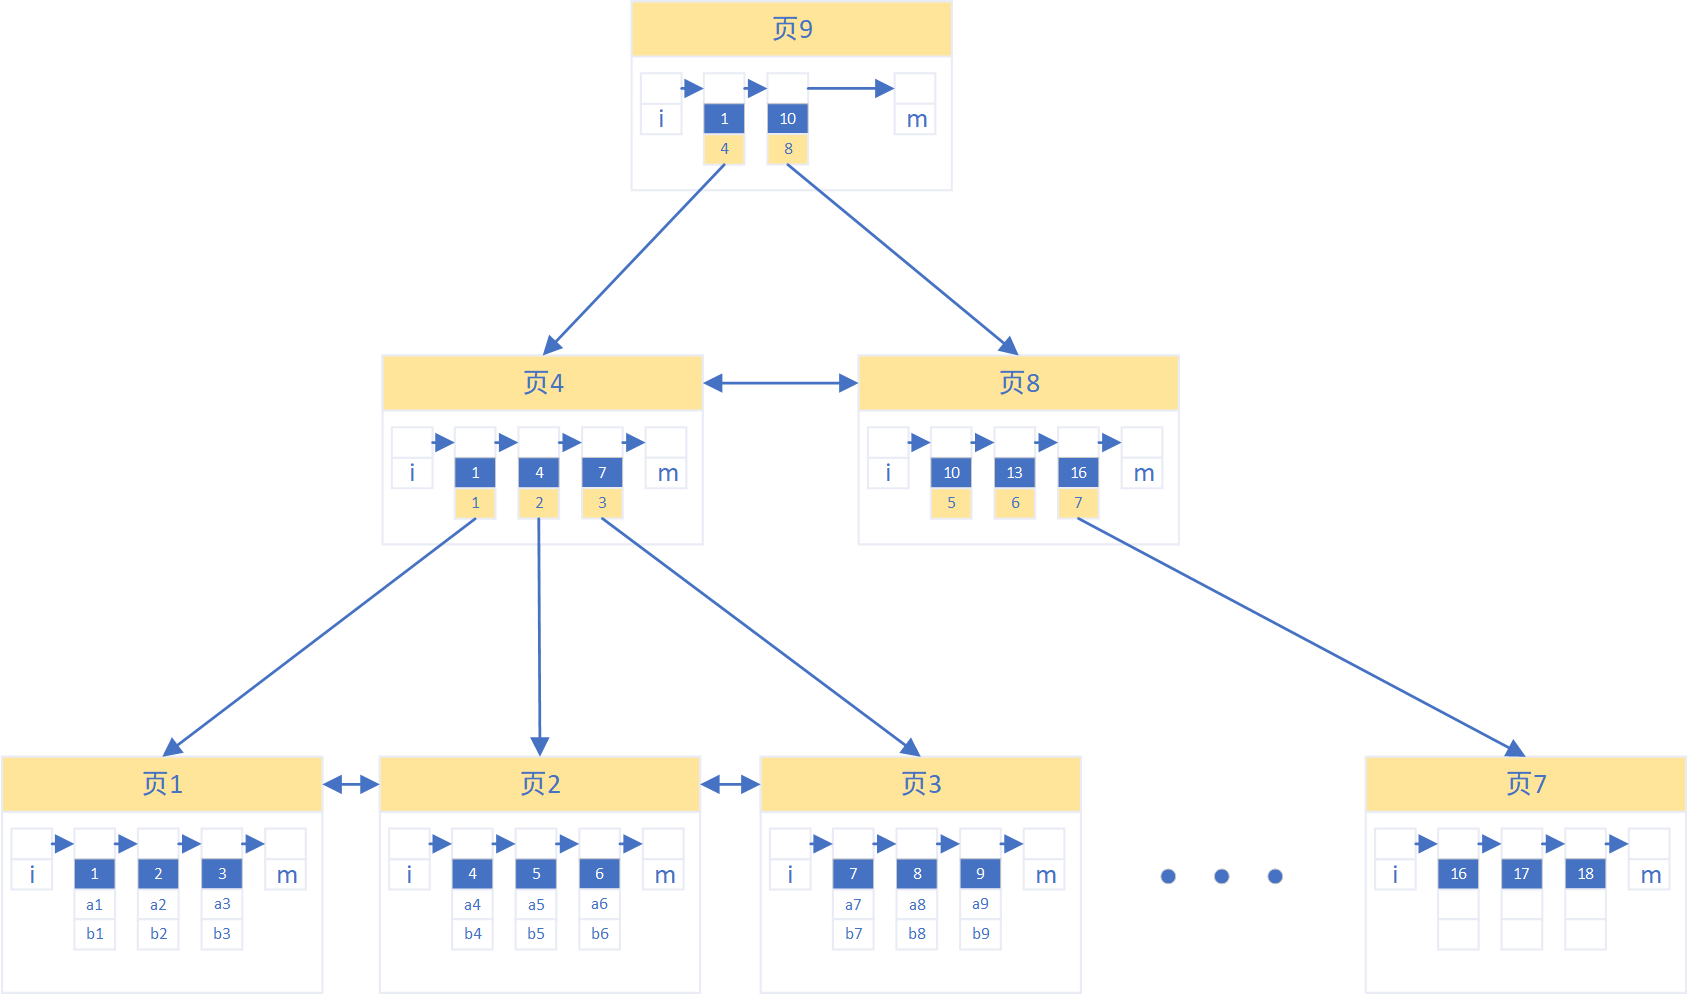 页9
i 1 10 m
4 8
页4 页8
i 1 4 7 m i 10 13 16 m
1 2 3 5 6 7
页1 页2 页3 页7
i 1 2 3 m i 4 5 6 m i 7 8 9 m i 16 17 18 m
a1 a2 a3 a4 a5 a6 a7 a8 a9
b1 b2 b3 b4 b5 b6 b7 b8 b9